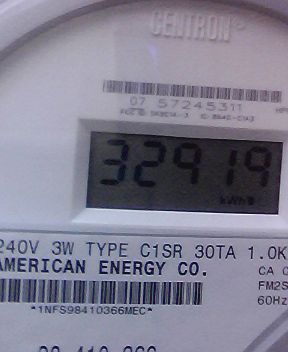 CENTRON®
07 57245311
32919
kWh
240V 3W TYPE C1SR 30TA 1.0K
AMERICAN ENERGY CO.
CA 0
FM2S
60Hz
*1NFS98410366MEC*